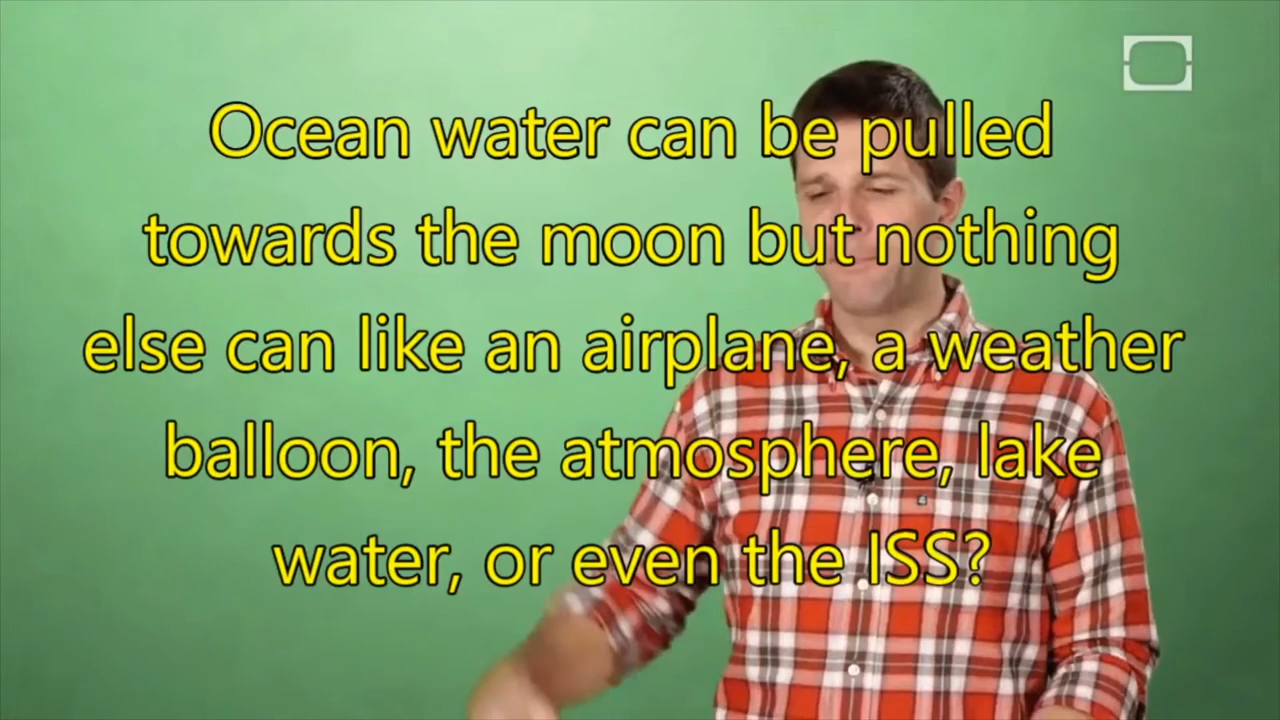 Ocean water can be pulled
towards the moon but nothing
else can like an airplane, a weather
balloon, the atmosphere, lake
water, or even the ISS?